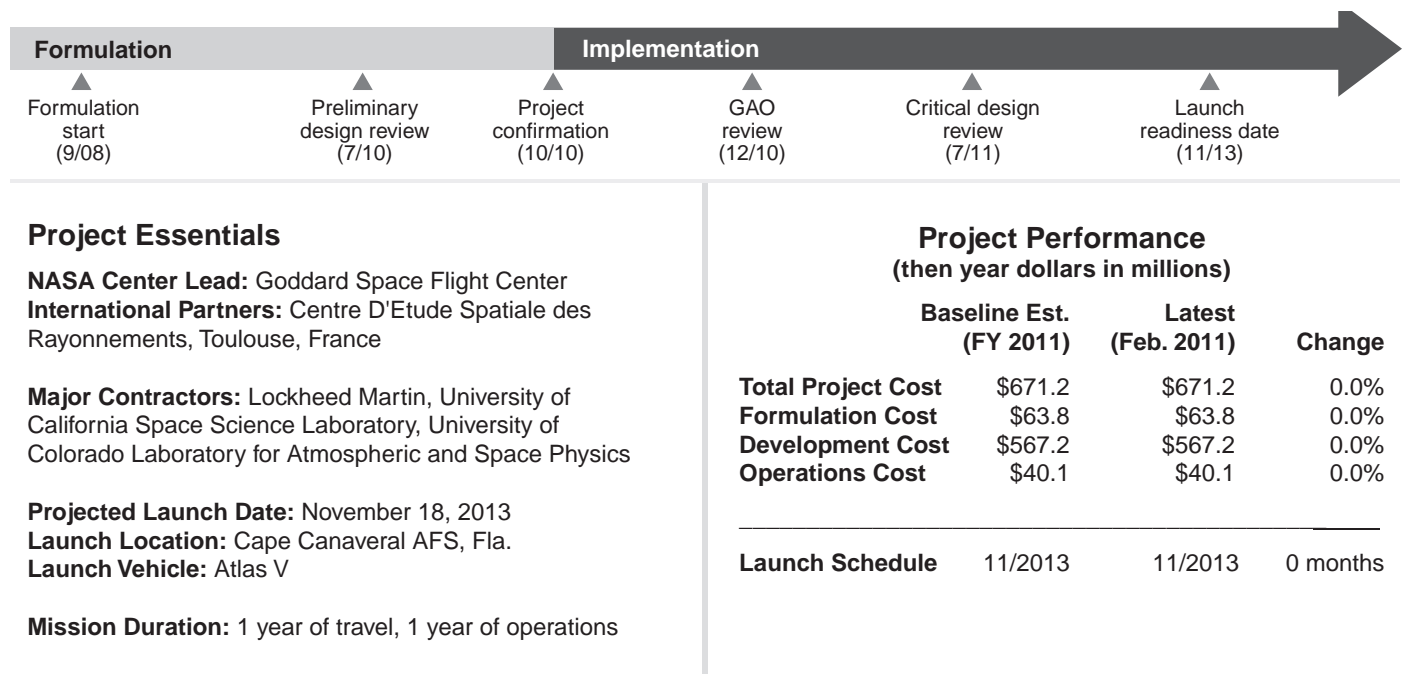 Formulation
Implementation
Formulation
start
(9/08)
Preliminary
design review
(7/10)
Project
confirmation
(10/10)
GAO
review
(12/10)
Critical design
review
(7/11)
Launch
readiness date
(11/13)
Project Essentials
NASA Center Lead: Goddard Space Flight Center
International Partners: Centre D'Etude Spatiale des
Rayonnements, Toulouse, France
Major Contractors: Lockheed Martin, University of
California Space Science Laboratory, University of
Colorado Laboratory for Atmospheric and Space Physics
Projected Launch Date: November 18, 2013
Launch Location: Cape Canaveral AFS, Fla.
Launch Vehicle: Atlas V
Mission Duration: 1 year of travel, 1 year of operations
Project Performance
(then year dollars in millions)
Baseline Est. Latest
(FY 2011) (Feb. 2011) Change
Total Project Cost $671.2 $671.2 0.0%
Formulation Cost $63.8 $63.8 0.0%
Development Cost $567.2 $567.2 0.0%
Operations Cost $40.1 $40.1 0.0%
Launch Schedule 11/2013 11/2013 0 months